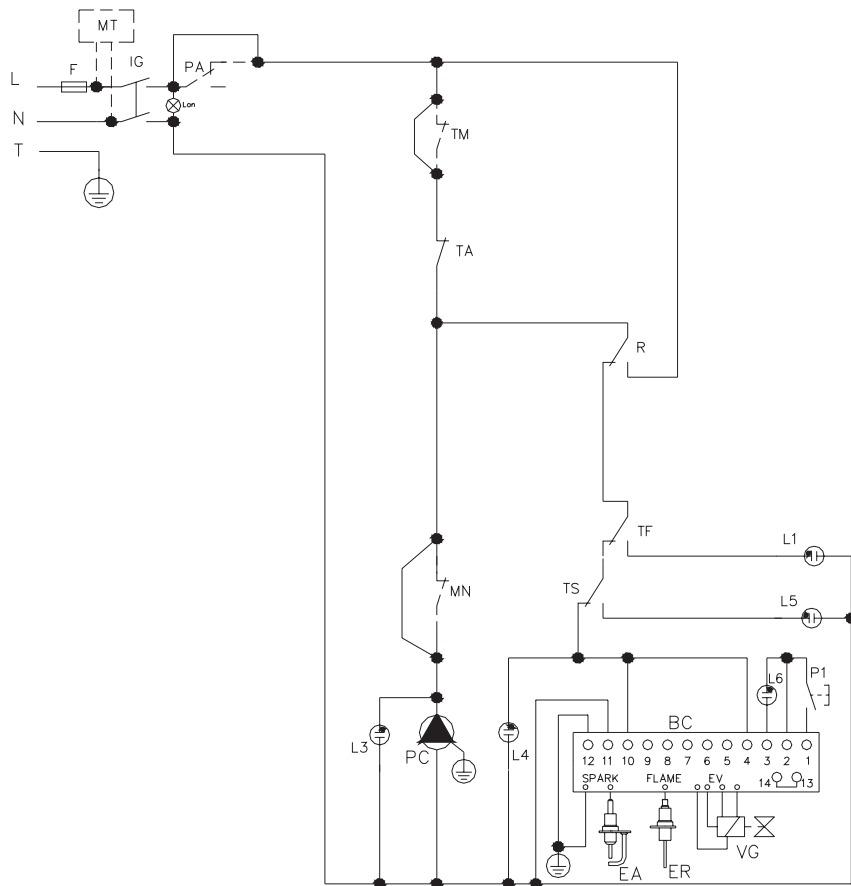 MT
IG
F
PA
L
Lon
N
TM
T
TA
R
L1
TF
TS
L5
MN
P1
L6
BC
L3
PC
L4
12 11 10 9 8 7 6 5 4 3 2 1
SPARK FLAME EV 14 13
VG
EA ER